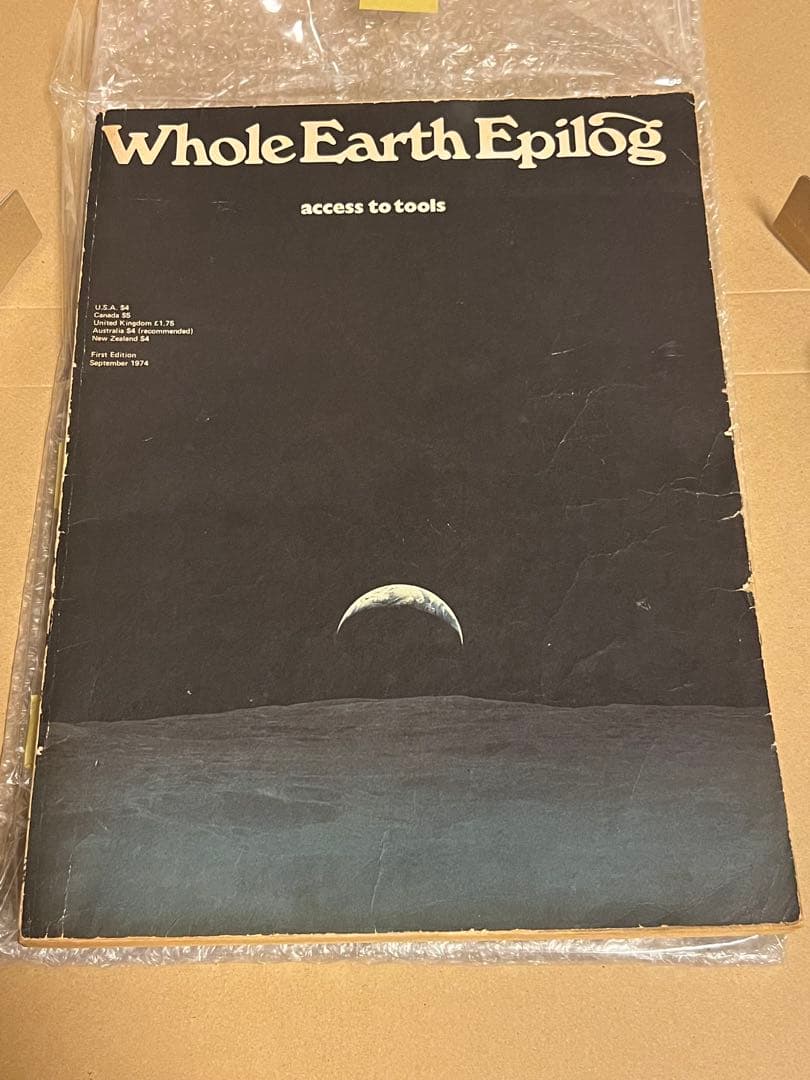 Whole Earth Epilog
access to tools
U.S.A. $4
Canada $5
United Kingdom £1.75
Australia $4 (recommended)
New Zealand $4
First Edition
September 1974